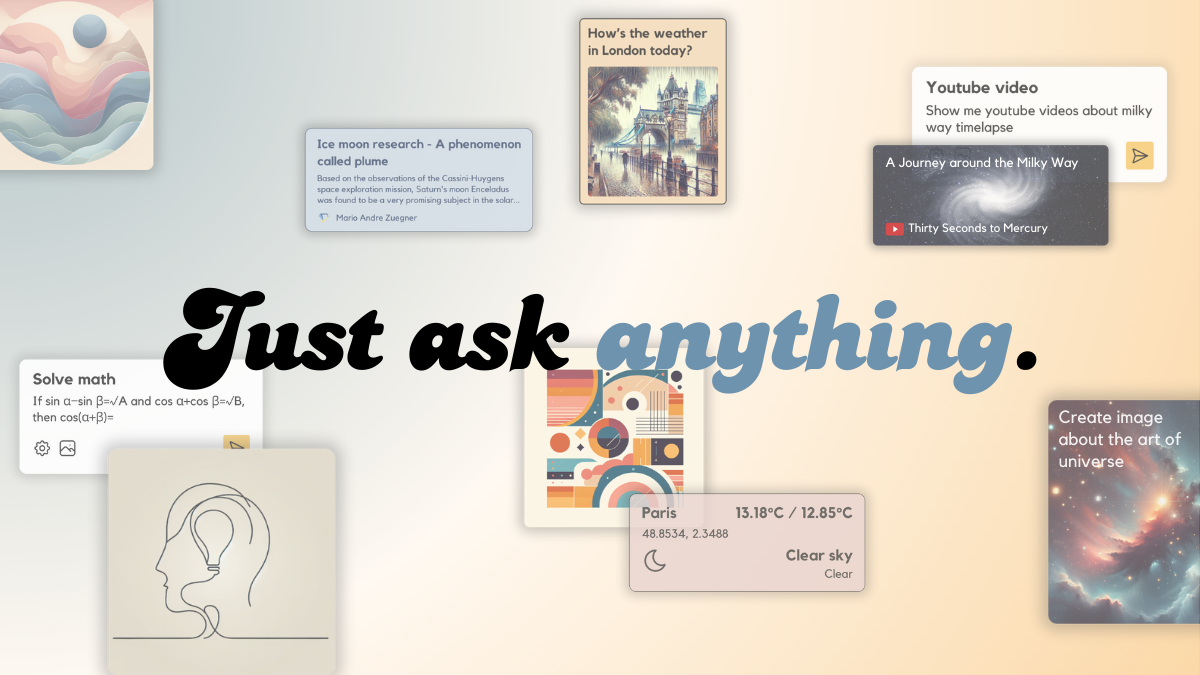 How's the weather
in London today?
Youtube video
Show me youtube videos about milky
way timelapse
Ice moon research - A phenomenon
called plume
Based on the observations of the Cassini-Huygens
space exploration mission, Saturn's moon Enceladus
was found to be a very promising subject in the solar...
Mario Andre Zuegner
A Journey around the Milky Way
Thirty Seconds to Mercury
Just ask anything.
Solve math
If sin α−sin β=√A and cos α+cos β=√B,
then cos(α+β)=
Create image
about the art of
universe
Paris 13.18°C / 12.85°C
48.8534, 2.3488
Clear sky
Clear